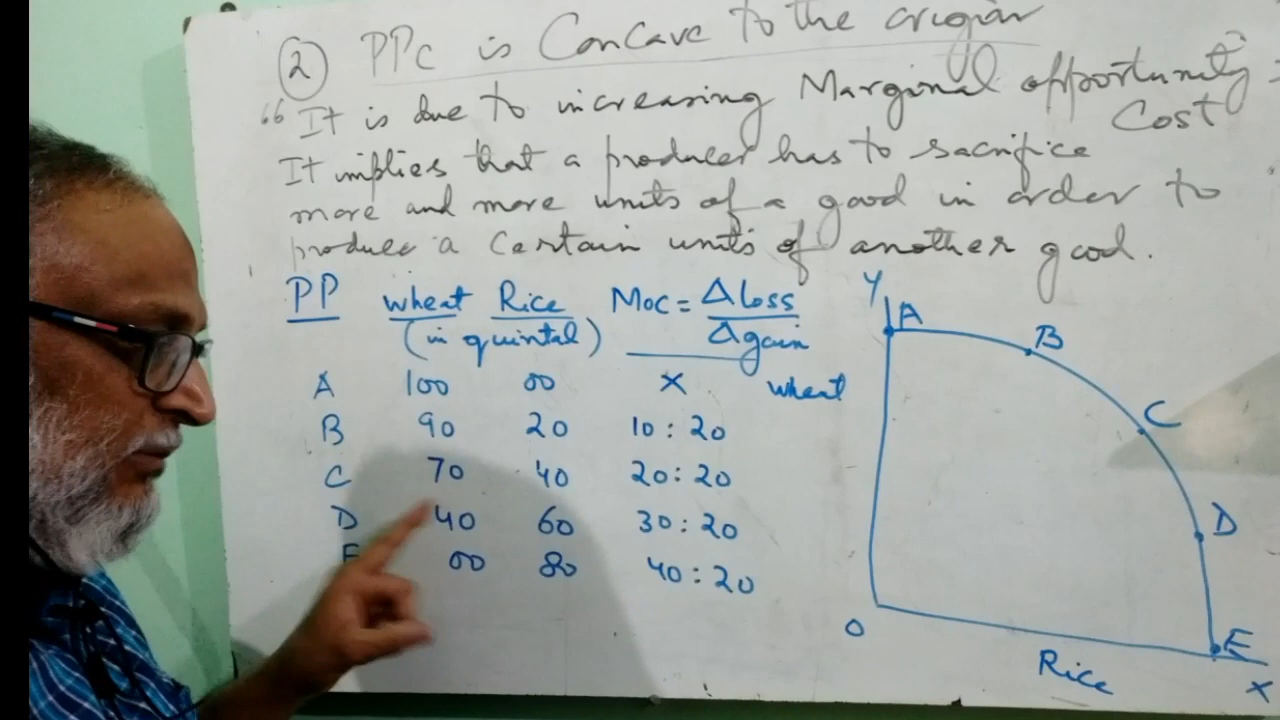 ② PPC is Concave to the origion
“ It is due to increasing Marginal opportunity
Cost
It implies that a producer has to sacrifice
more and more units of a good in order to
produce a certain units of another good.
PP wheat Rice MOC = Δ Loss
(in quintal) Δ gain
A 100 00 X
B 90 20 10 : 20
C 70 40 20 : 20
D 40 60 30 : 20
E 00 80 40 : 20
Y
A
B
wheat
C
D
E
O
Rice
X